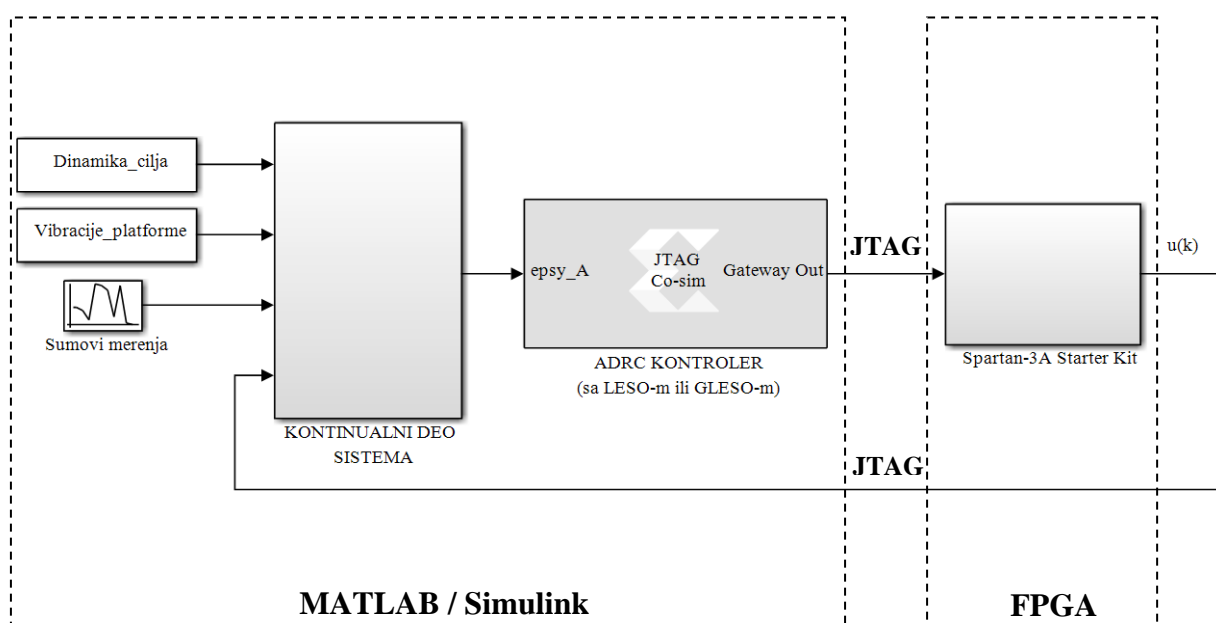 Dinamika_cilja
Vibracije_platforme
Sumovi merenja
KONTINUALNI DEO
SISTEMA
epsy_A
JTAG
Co-sim
Gateway Out
ADRC KONTROLER
(sa LESO-m ili GLESO-m)
JTAG
JTAG
Spartan-3A Starter Kit
u(k)
MATLAB / Simulink
FPGA